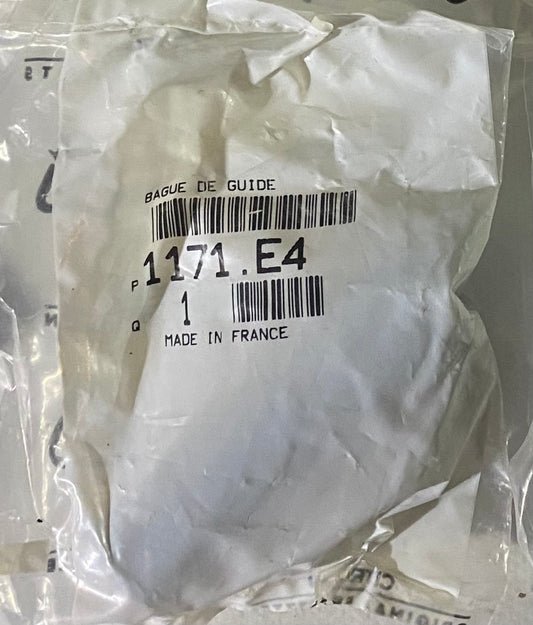 BAGUE DE GUIDE
P 1171.E4
Q 1
MADE IN FRANCE